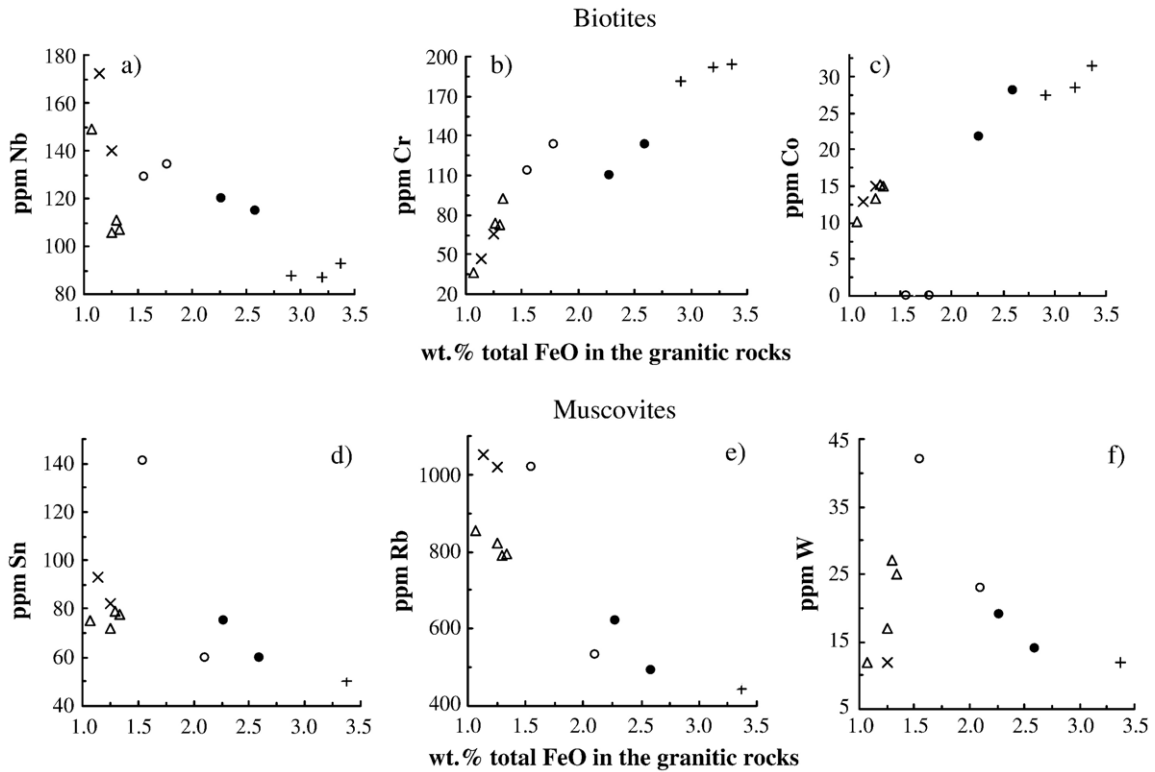 Biotites
a)
180
160
140
120
100
80
ppm Nb
1.0 1.5 2.0 2.5 3.0 3.5
b)
200
170
140
110
80
50
20
ppm Cr
1.0 1.5 2.0 2.5 3.0 3.5
c)
30
25
20
15
10
5
0
ppm Co
1.0 1.5 2.0 2.5 3.0 3.5
wt.% total FeO in the granitic rocks
Muscovites
d)
140
120
100
80
60
40
ppm Sn
1.0 1.5 2.0 2.5 3.0 3.5
e)
1000
800
600
400
ppm Rb
1.0 1.5 2.0 2.5 3.0 3.5
f)
45
35
25
15
5
ppm W
1.0 1.5 2.0 2.5 3.0 3.5
wt.% total FeO in the granitic rocks